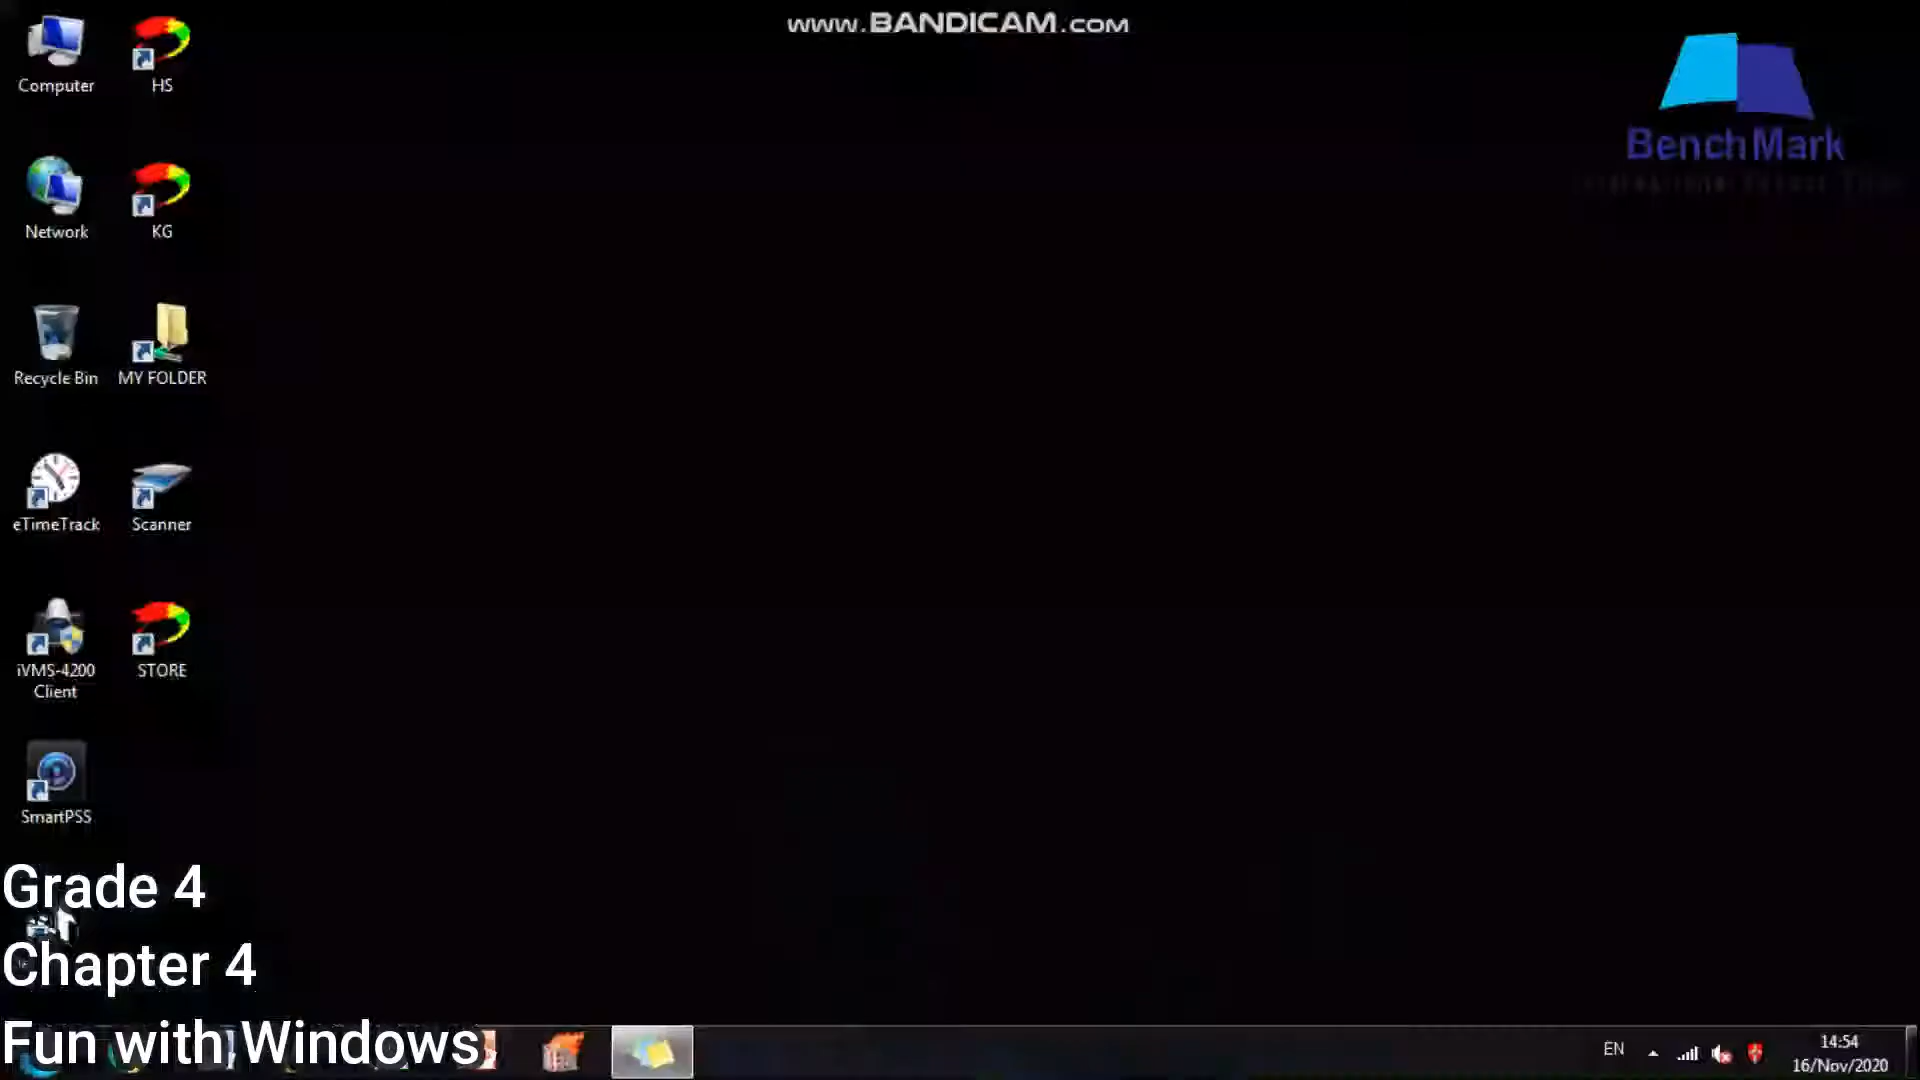 www.BANDICAM.COM
Computer
HS
BenchMark
Network
KG
Recycle Bin
MY FOLDER
eTimeTrack
Scanner
iVMS-4200
Client
STORE
SmartPSS
Grade 4
Chapter 4
Fun with Windows
EN
14:54
16/Nov/2020